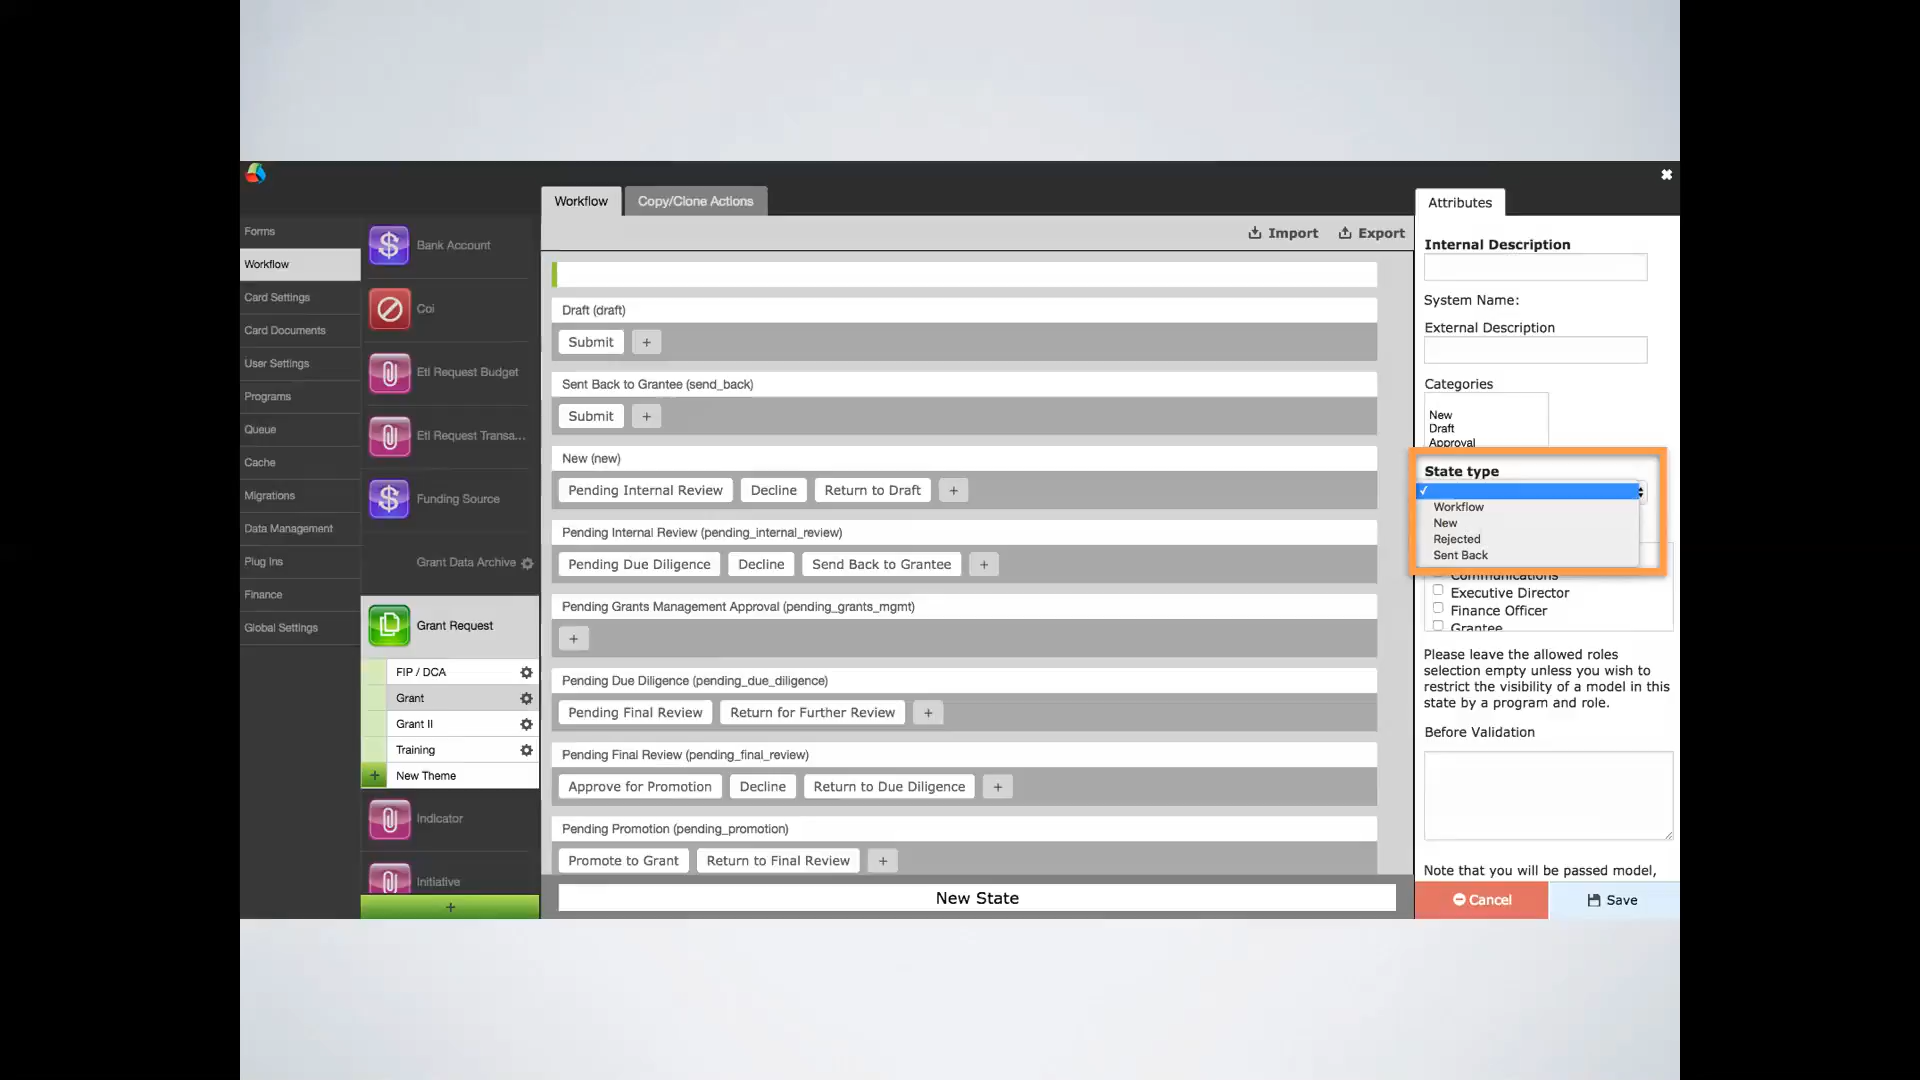 Workflow
Copy/Clone Actions
Attributes
Import
Export
Forms
Workflow
Card Settings
Card Documents
User Settings
Programs
Queue
Cache
Migrations
Data Management
Plug Ins
Finance
Global Settings
Bank Account
Coi
Etl Request Budget
Etl Request Transa...
Funding Source
Grant Data Archive
Grant Request
FIP / DCA
Grant
Grant II
Training
+ New Theme
Indicator
Initiative
+
Draft (draft)
Submit +
Sent Back to Grantee (send_back)
Submit +
New (new)
Pending Internal Review Decline Return to Draft +
Pending Internal Review (pending_internal_review)
Pending Due Diligence Decline Send Back to Grantee +
Pending Grants Management Approval (pending_grants_mgmt)
+
Pending Due Diligence (pending_due_diligence)
Pending Final Review Return for Further Review +
Pending Final Review (pending_final_review)
Approve for Promotion Decline Return to Due Diligence +
Pending Promotion (pending_promotion)
Promote to Grant Return to Final Review +
New State
Internal Description
System Name:
External Description
Categories
New
Draft
Approval
State type
Workflow
New
Rejected
Sent Back
Communications
Executive Director
Finance Officer
Grantee
Please leave the allowed roles
selection empty unless you wish to
restrict the visibility of a model in this
state by a program and role.
Before Validation
Note that you will be passed model,
Cancel
Save